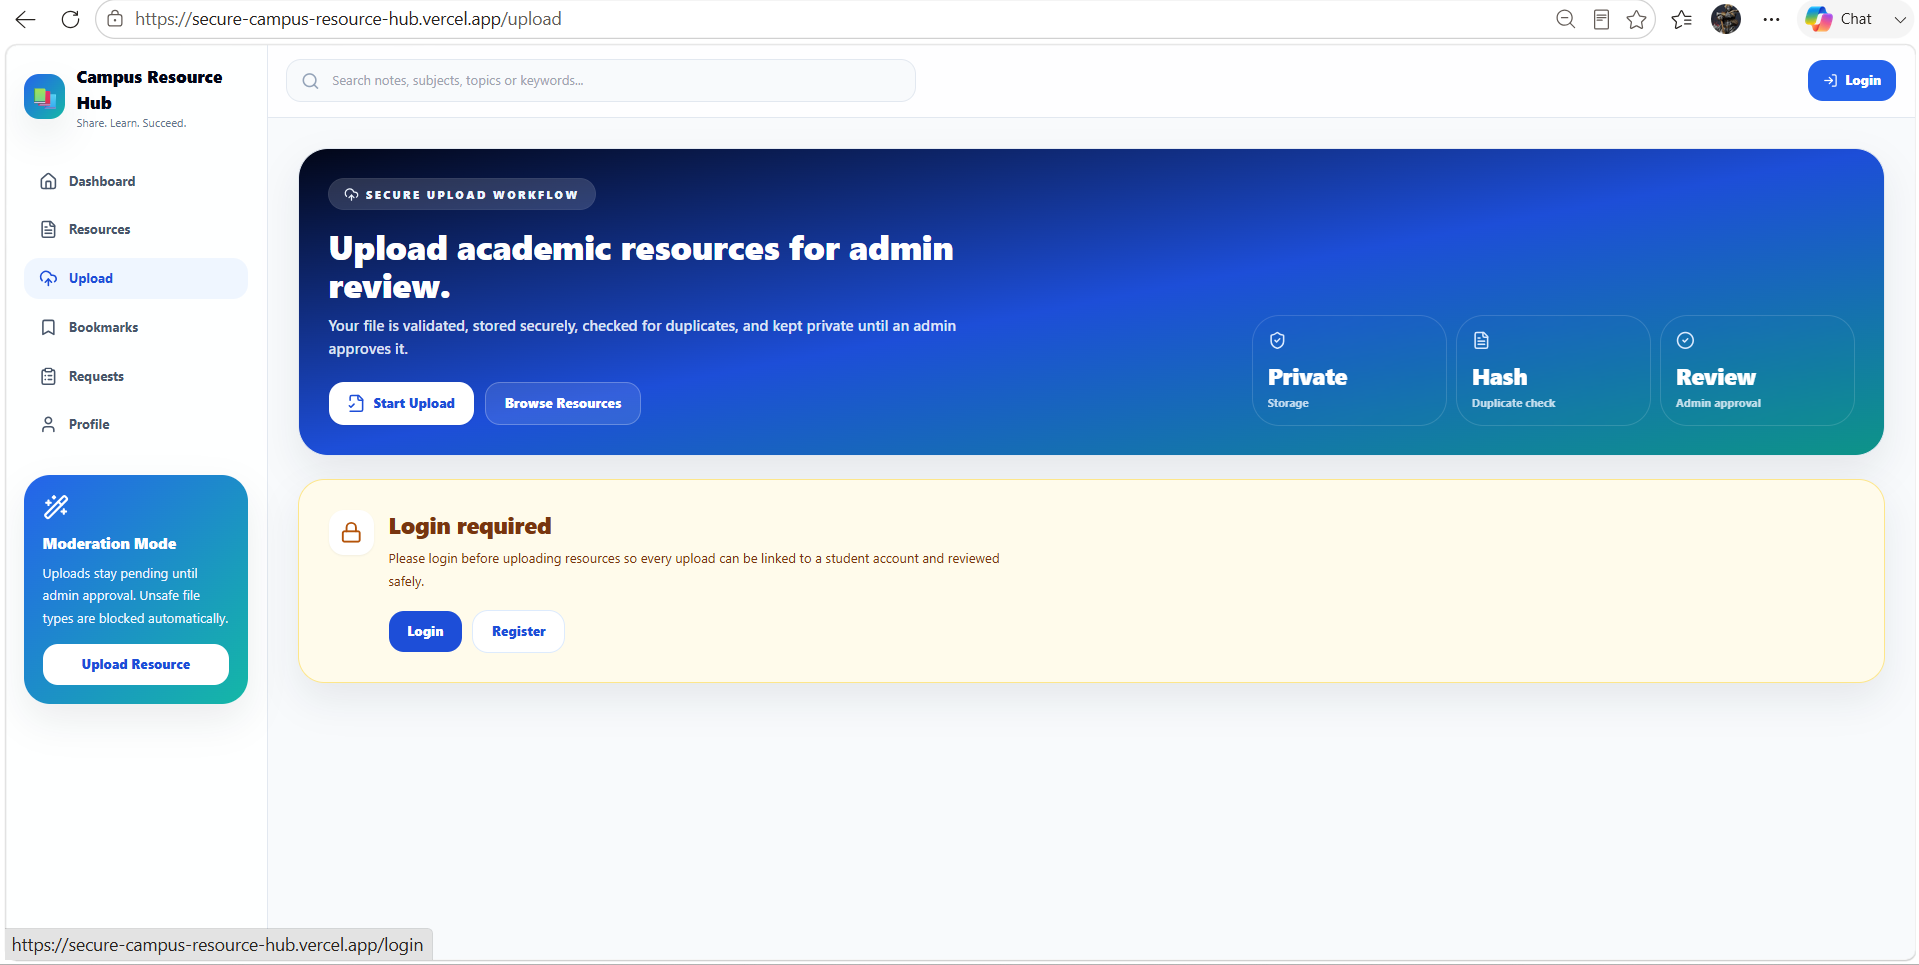 https://secure-campus-resource-hub.vercel.app/upload
Chat
Campus Resource
Hub
Share. Learn. Succeed.
Search notes, subjects, topics or keywords...
Login
Dashboard
Resources
Upload
Bookmarks
Requests
Profile
Moderation Mode
Uploads stay pending until
admin approval. Unsafe file
types are blocked automatically.
Upload Resource
SECURE UPLOAD WORKFLOW
Upload academic resources for admin
review.
Your file is validated, stored securely, checked for duplicates, and kept private until an admin
approves it.
Start Upload
Browse Resources
Private
Storage
Hash
Duplicate check
Review
Admin approval
Login required
Please login before uploading resources so every upload can be linked to a student account and reviewed
safely.
Login
Register
https://secure-campus-resource-hub.vercel.app/login